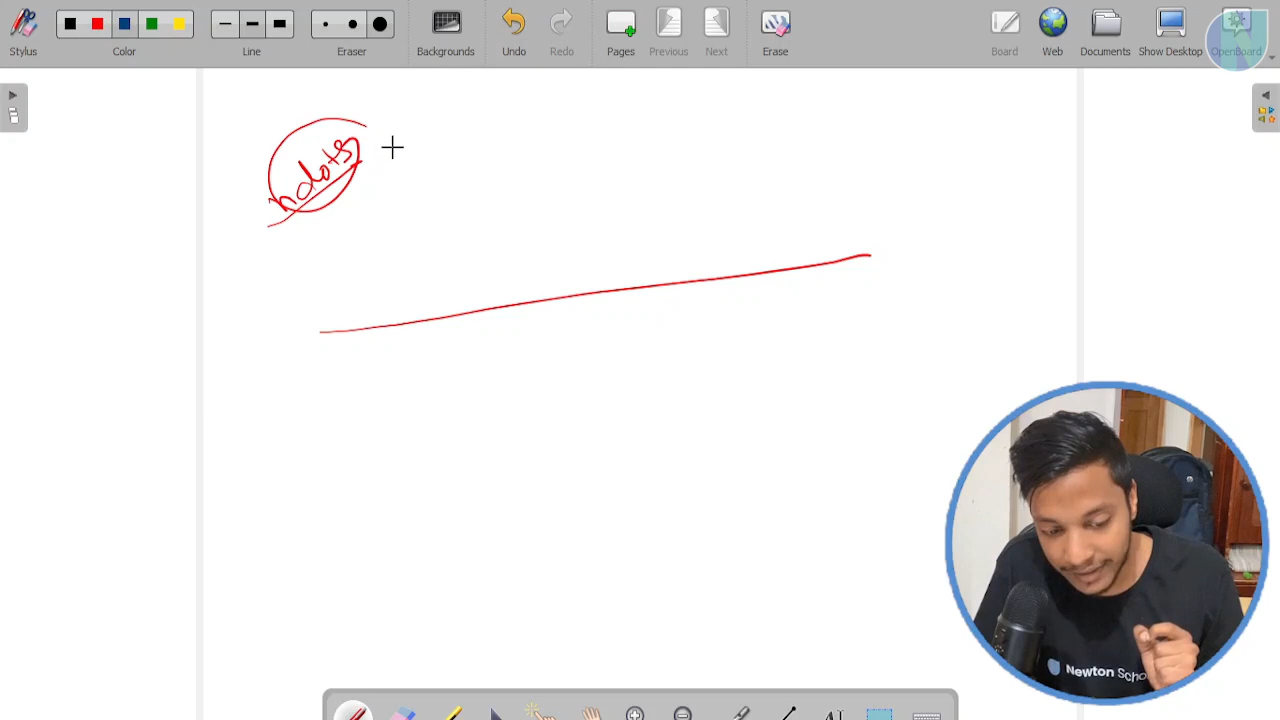 Stylus
Color
Line
Eraser
Backgrounds
Undo
Redo
Pages
Previous
Next
Erase
Board
Web
Documents
Show Desktop
OpenBoard
n dots
Newton Scho